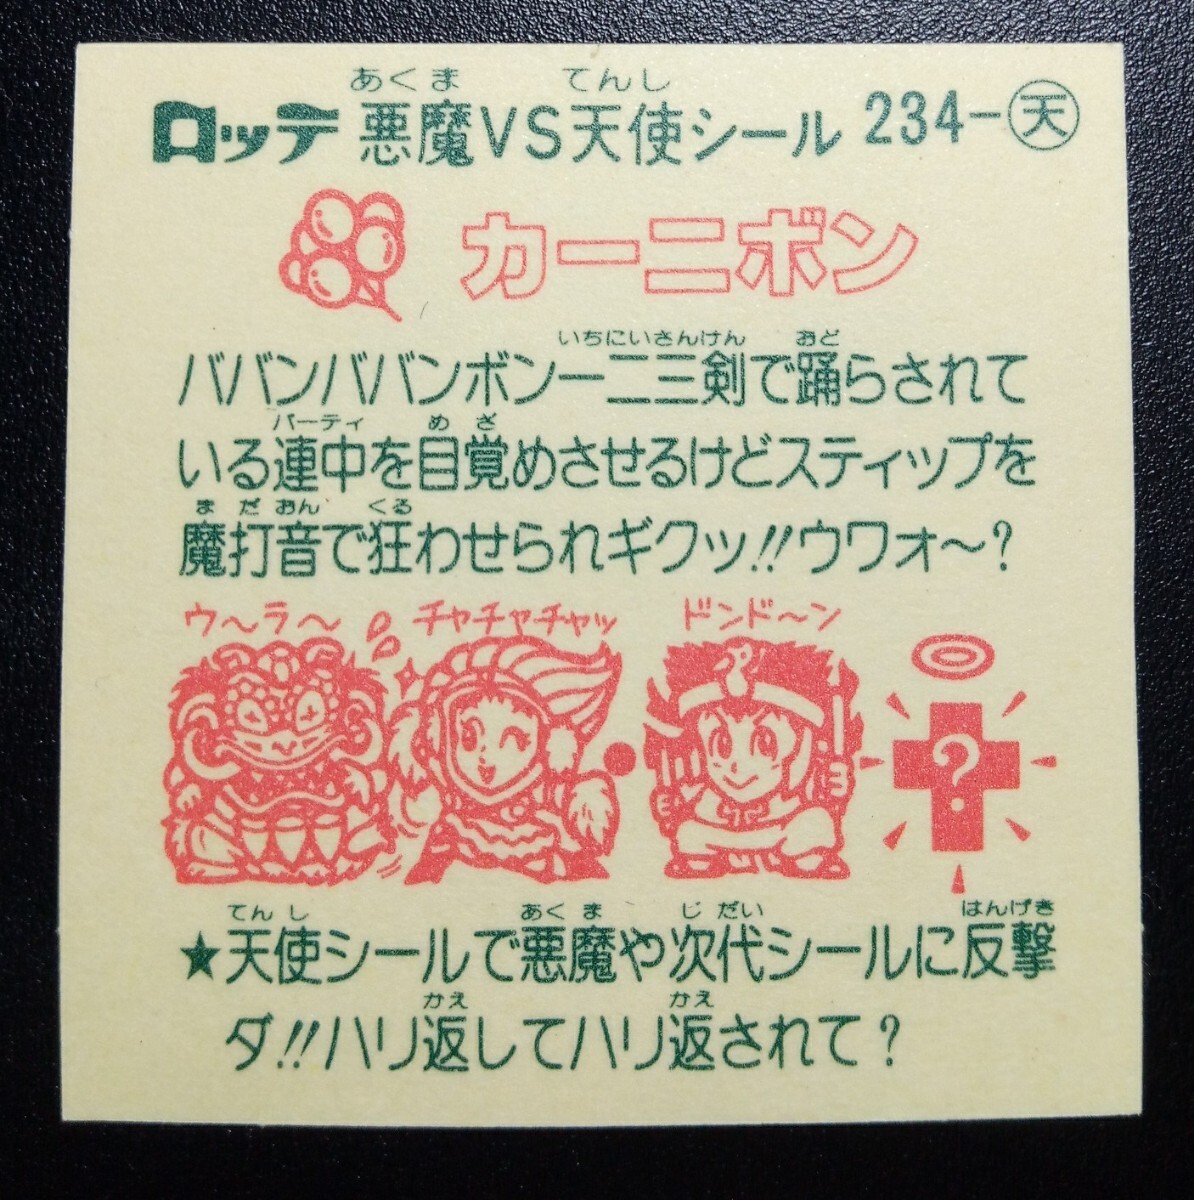 あくま てんし
ロッテ 悪魔VS天使シール 234-天
カーニボン
いちにいさんけん おど
ババンババンボン一二三剣で踊らされて
パーティ めざ
いる連中を目覚めさせるけどスティップを
まだおん くる
魔打音で狂わせられギクッ!!ウワォ〜?
ウ〜ラ〜 チャチャチャッ ドンド〜ン
?
てんし あくま じだい はんげき
★天使シールで悪魔や次代シールに反撃
かえ かえ
ダ!!ハリ返してハリ返されて?